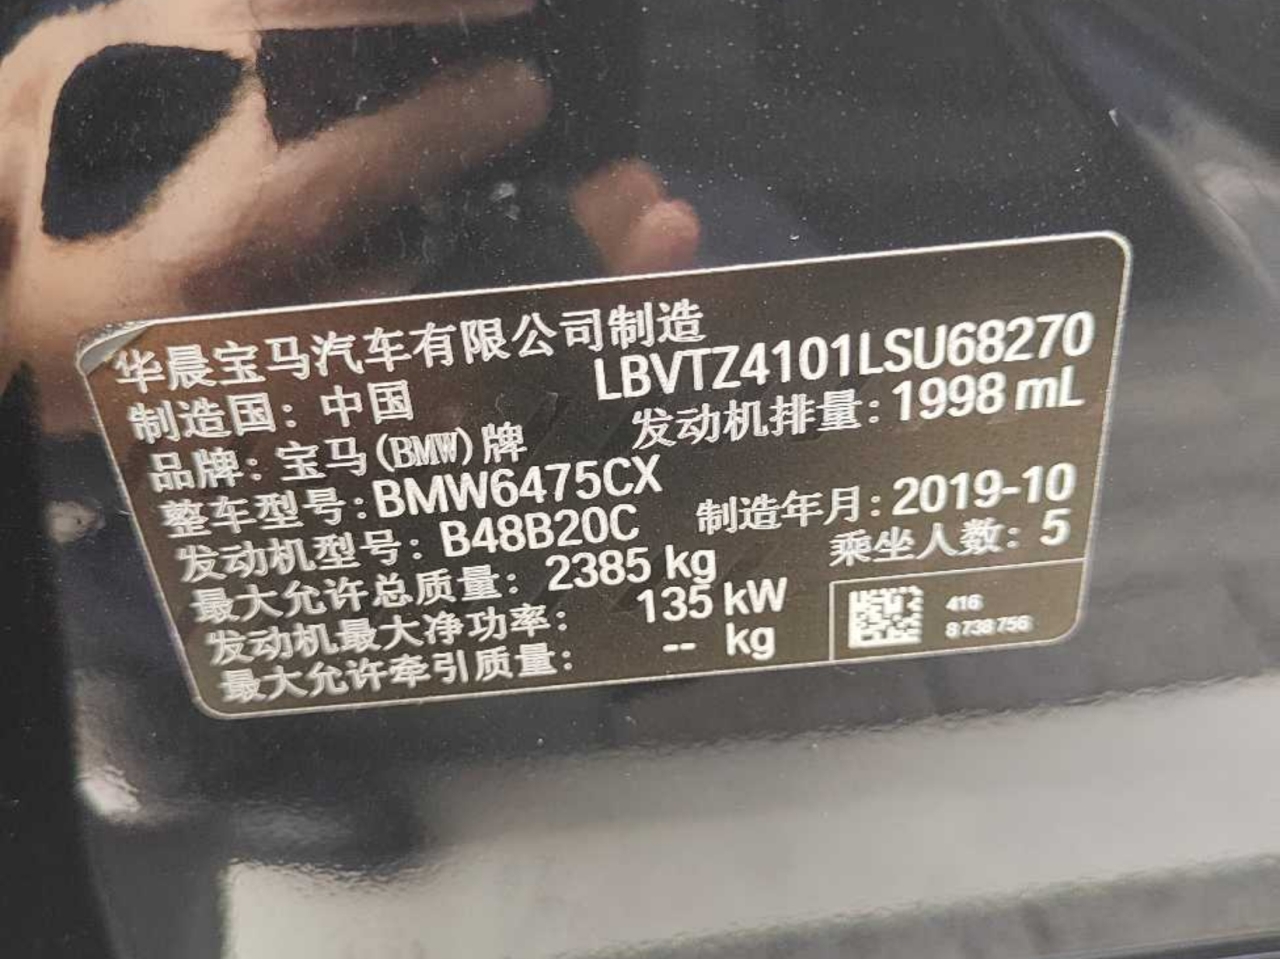 华晨宝马汽车有限公司制造
制造国：中国 LBVTZ4101LSU68270
品牌：宝马(BMW)牌 发动机排量：1998 mL
整车型号：BMW6475CX
发动机型号：B48B20C 制造年月：2019-10
最大允许总质量：2385 kg 乘坐人数：5
发动机最大净功率：135 kW
最大允许牵引质量：-- kg
416
8 738 756